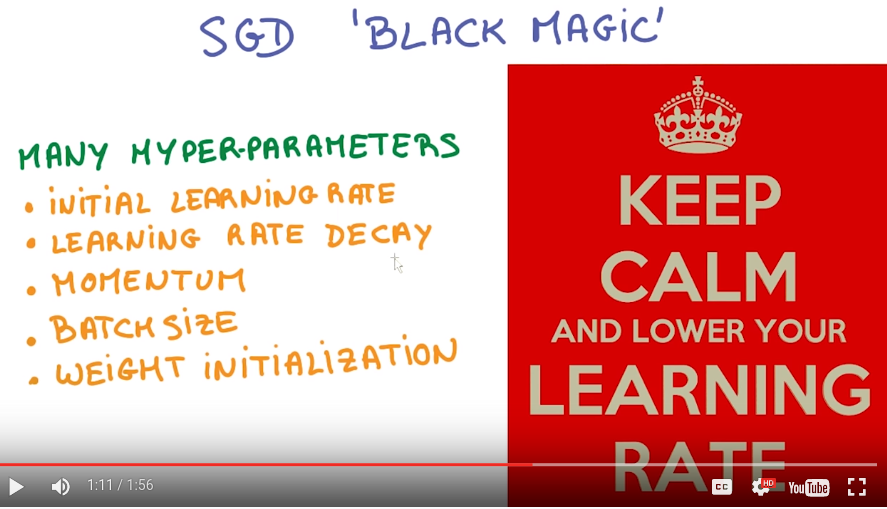 SGD 'BLACK MAGIC'
MANY HYPER-PARAMETERS
• INITIAL LEARNING RATE
• LEARNING RATE DECAY
• MOMENTUM
• BATCH SIZE
• WEIGHT INITIALIZATION
KEEP
CALM
AND LOWER YOUR
LEARNING
RATE
1:11 / 1:56
CC
HD
YouTube